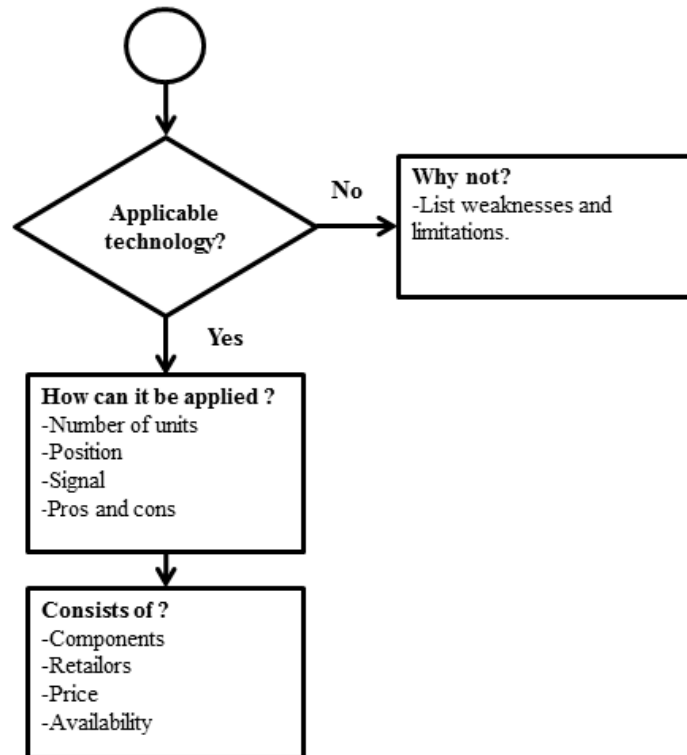 Applicable
technology?
No
Why not?
-List weaknesses and
limitations.
Yes
How can it be applied ?
-Number of units
-Position
-Signal
-Pros and cons
Consists of ?
-Components
-Retailors
-Price
-Availability